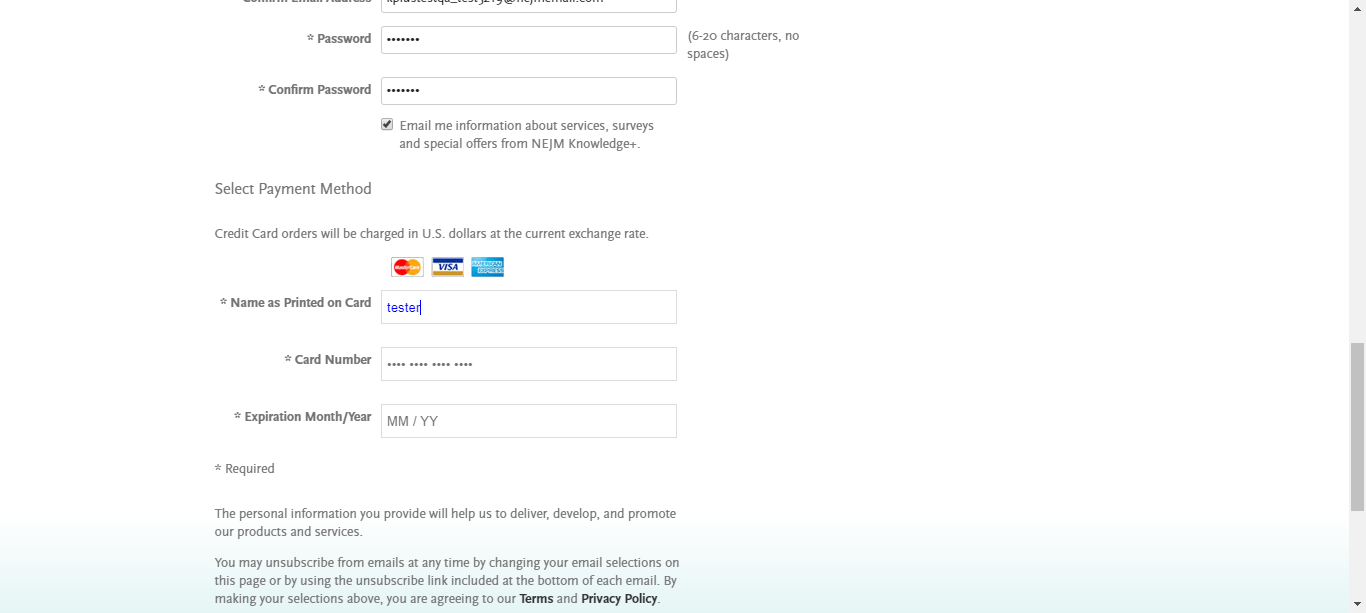 Confirm Email Address
* Password ••••••• (6-20 characters, no
spaces)
* Confirm Password •••••••
Email me information about services, surveys
and special offers from NEJM Knowledge+.
Select Payment Method
Credit Card orders will be charged in U.S. dollars at the current exchange rate.
MasterCard VISA AMERICAN EXPRESS
* Name as Printed on Card tester
* Card Number •••• •••• •••• ••••
* Expiration Month/Year MM / YY
* Required
The personal information you provide will help us to deliver, develop, and promote
our products and services.
You may unsubscribe from emails at any time by changing your email selections on
this page or by using the unsubscribe link included at the bottom of each email. By
making your selections above, you are agreeing to our Terms and Privacy Policy.